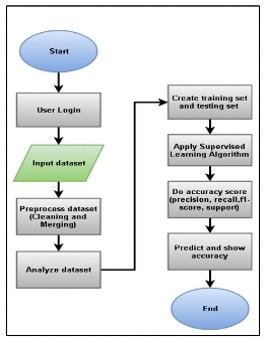 Start
User Login
Input dataset
Preprocess dataset
(Cleaning and
Merging)
Analyze dataset
Create training set
and testing set
Apply Supervised
Learning Algorithm
Do accuracy score
(precision, recall,f1-
score, support)
Predict and show
accuracy
End